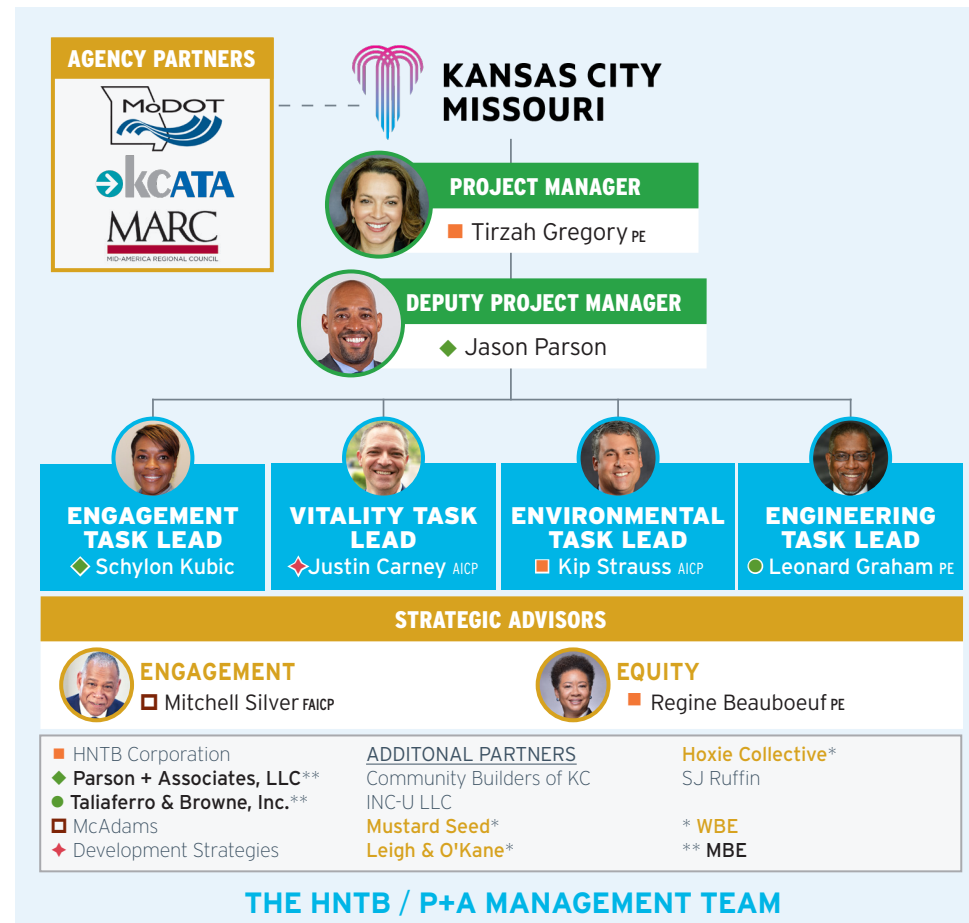 AGENCY PARTNERS
MoDOT
kcATA
MARC
MID-AMERICA REGIONAL COUNCIL
KANSAS CITY
MISSOURI
PROJECT MANAGER
Tirzah Gregory PE
DEPUTY PROJECT MANAGER
Jason Parson
ENGAGEMENT
TASK LEAD
Schylon Kubic
VITALITY TASK
LEAD
Justin Carney AICP
ENVIRONMENTAL
TASK LEAD
Kip Strauss AICP
ENGINEERING
TASK LEAD
Leonard Graham PE
STRATEGIC ADVISORS
ENGAGEMENT
Mitchell Silver FAICP
EQUITY
Regine Beauboeuf PE
HNTB Corporation
Parson + Associates, LLC**
Taliaferro & Browne, Inc.**
McAdams
Development Strategies
ADDITONAL PARTNERS
Community Builders of KC
INC-U LLC
Mustard Seed*
Leigh & O'Kane*
Hoxie Collective*
SJ Ruffin
* WBE
** MBE
THE HNTB / P+A MANAGEMENT TEAM